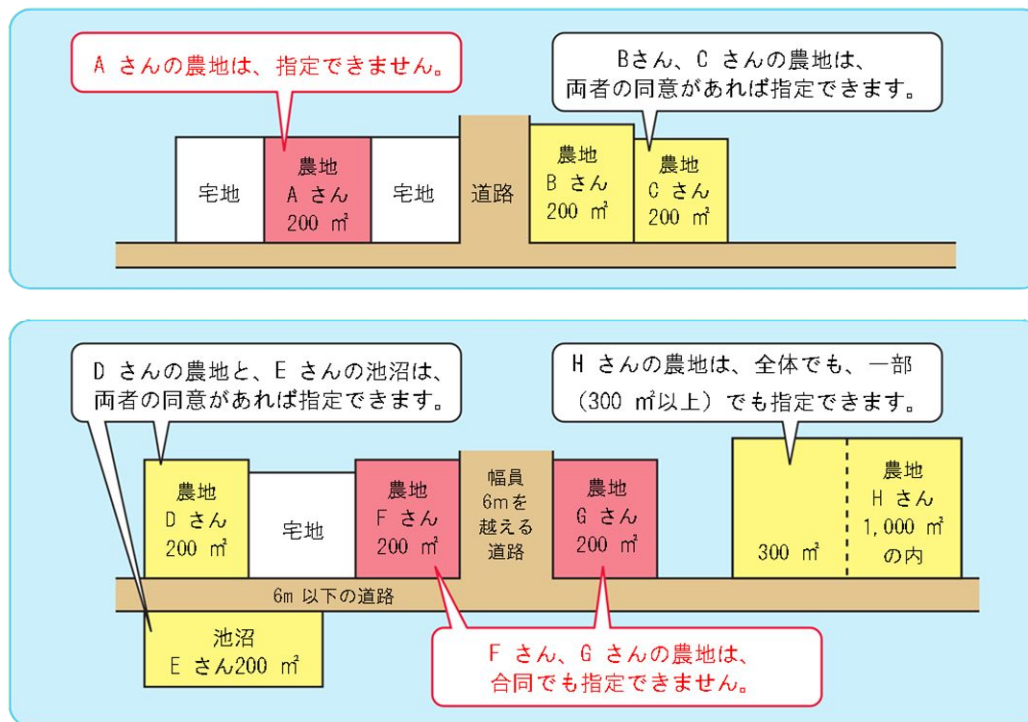 A さんの農地は、指定できません。
Bさん、C さんの農地は、
両者の同意があれば指定できます。
宅地
農地
A さん
200 ㎡
宅地
道路
農地
B さん
200 ㎡
農地
C さん
200 ㎡
D さんの農地と、E さんの池沼は、
両者の同意があれば指定できます。
H さんの農地は、全体でも、一部
（300 ㎡以上）でも指定できます。
農地
D さん
200 ㎡
宅地
農地
F さん
200 ㎡
幅員
6mを
越える
道路
農地
G さん
200 ㎡
300 ㎡
農地
H さん
1,000 ㎡
の内
6m 以下の道路
池沼
E さん200 ㎡
F さん、G さんの農地は、
合同でも指定できません。